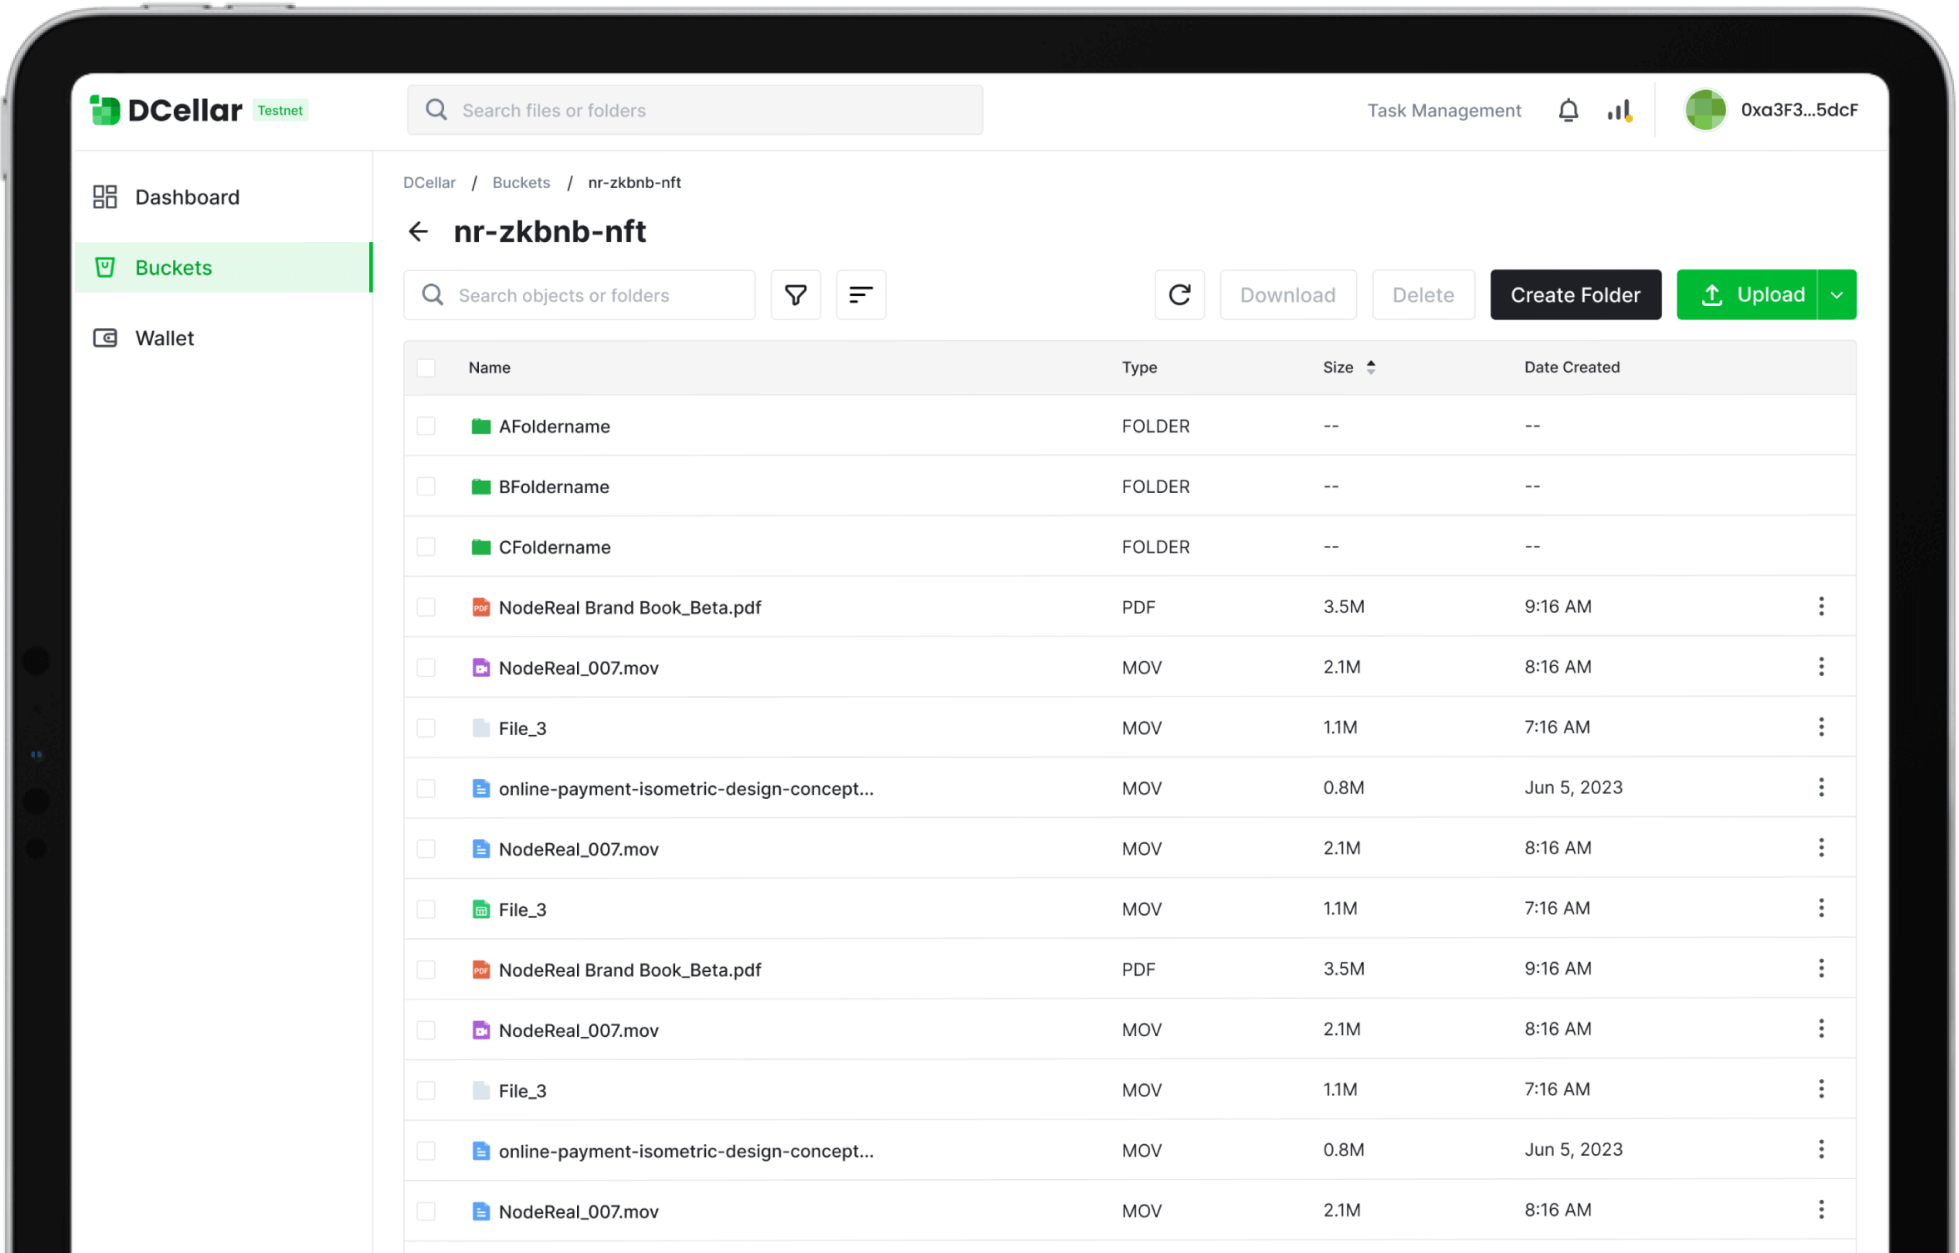 DCellar Testnet
Search files or folders
Task Management
0xa3F3...5dcF
Dashboard
Buckets
Wallet
DCellar / Buckets / nr-zkbnb-nft
nr-zkbnb-nft
Search objects or folders
Download
Delete
Create Folder
Upload
Name Type Size Date Created
AFoldername FOLDER -- --
BFoldername FOLDER -- --
CFoldername FOLDER -- --
PDF NodeReal Brand Book_Beta.pdf PDF 3.5M 9:16 AM
NodeReal_007.mov MOV 2.1M 8:16 AM
File_3 MOV 1.1M 7:16 AM
online-payment-isometric-design-concept... MOV 0.8M Jun 5, 2023
NodeReal_007.mov MOV 2.1M 8:16 AM
File_3 MOV 1.1M 7:16 AM
PDF NodeReal Brand Book_Beta.pdf PDF 3.5M 9:16 AM
NodeReal_007.mov MOV 2.1M 8:16 AM
File_3 MOV 1.1M 7:16 AM
online-payment-isometric-design-concept... MOV 0.8M Jun 5, 2023
NodeReal_007.mov MOV 2.1M 8:16 AM